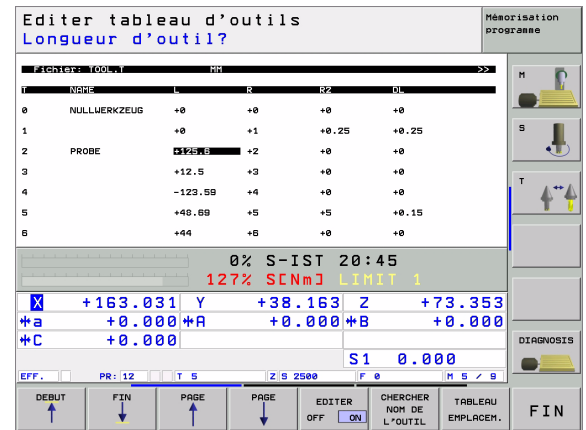 Editer tableau d'outils
Longueur d'outil?
Mémorisation
programme
Fichier: TOOL.T MM >>
T NAME L R R2 DL
0 NULLWERKZEUG +0 +0 +0 +0
1 +0 +1 +0.25 +0.25
2 PROBE +125.6 +2 +0 +0
3 +12.5 +3 +0 +0
4 -123.59 +4 +0 +0
5 +48.69 +5 +5 +0.15
6 +44 +6 +0 +0
0% S-IST 20:45
127% S[Nm] LIMIT 1
X +163.031 Y +38.163 Z +73.353
a +0.000 A +0.000 B +0.000
C +0.000
S1 0.000
EFF. PR: 12 T 5 Z S 2500 F 0 M 5 / 9
M
S
T
DIAGNOSIS
DEBUT
FIN
PAGE
PAGE
EDITER
OFF ON
CHERCHER
NOM DE
L'OUTIL
TABLEAU
EMPLACEM.
FIN